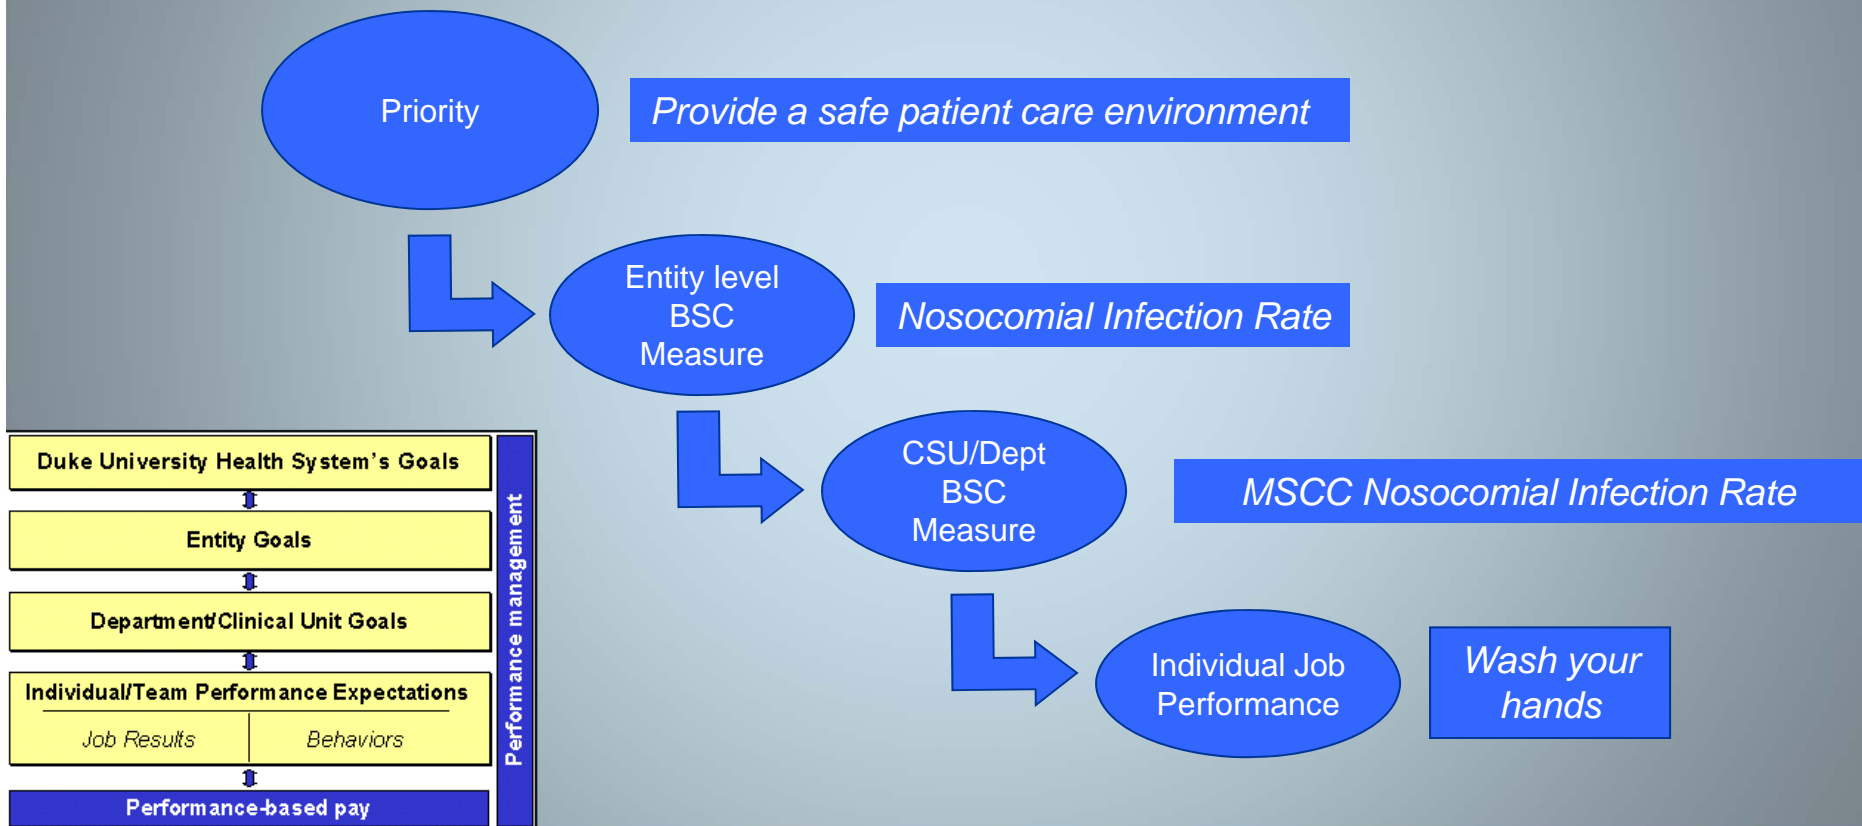 Priority
Provide a safe patient care environment
Entity level
BSC
Measure
Nosocomial Infection Rate
CSU/Dept
BSC
Measure
MSCC Nosocomial Infection Rate
Individual Job
Performance
Wash your
hands
Duke University Health System's Goals
Entity Goals
Department/Clinical Unit Goals
Individual/Team Performance Expectations
Job Results
Behaviors
Performance-based pay
Performance management